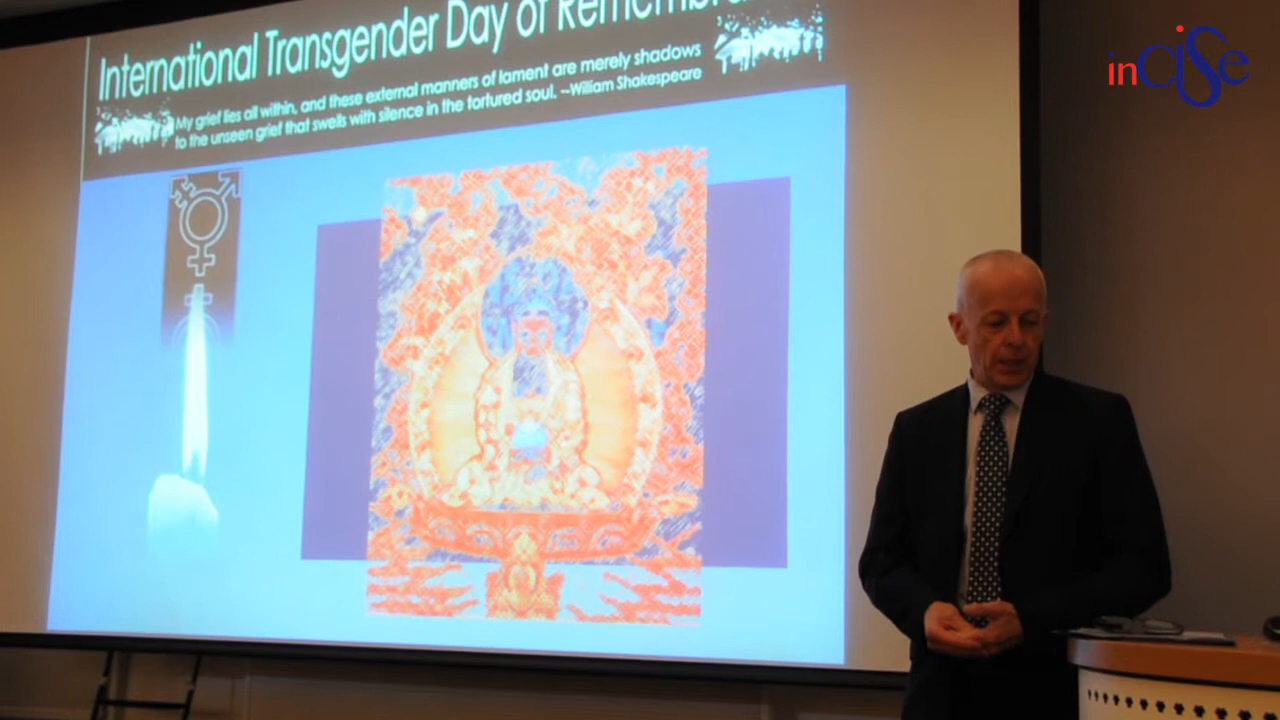 International Transgender Day of Remembra
My grief lies all within, and these external manners of lament are merely shadows
to the unseen grief that swells with silence in the tortured soul. --William Shakespeare
inCISe